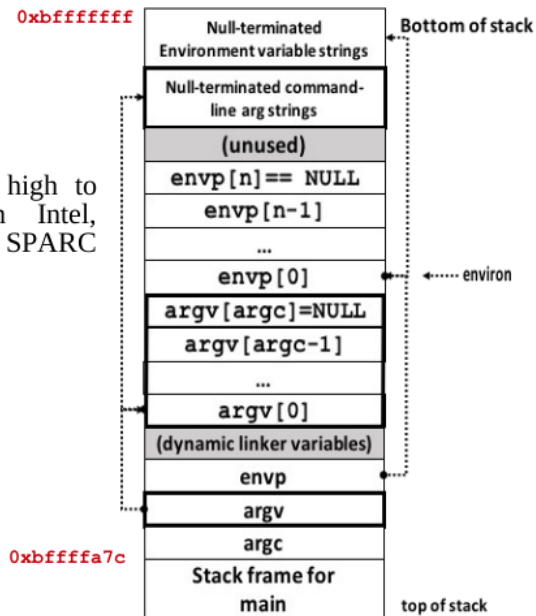 0xbfffffff
Null-terminated
Environment variable strings
Bottom of stack
Null-terminated command-
line arg strings
(unused)
high to
Intel,
SPARC
envp[n]== NULL
envp[n-1]
...
envp[0]
environ
argv[argc]=NULL
argv[argc-1]
...
argv[0]
(dynamic linker variables)
envp
argv
argc
0xbffffa7c
Stack frame for
main
top of stack